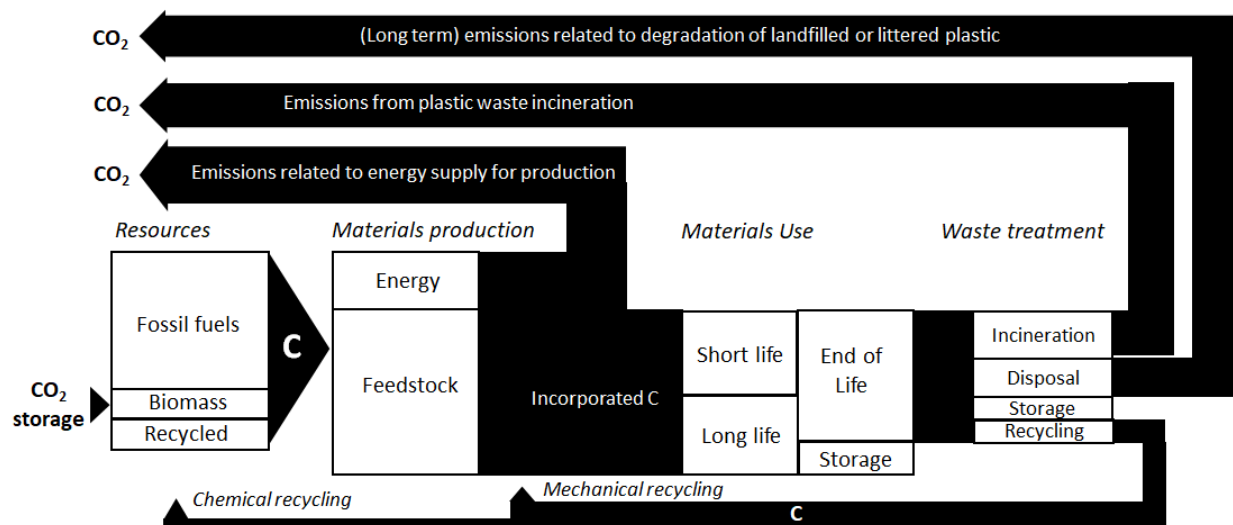 CO2
(Long term) emissions related to degradation of landfilled or littered plastic
CO2
Emissions from plastic waste incineration
CO2
Emissions related to energy supply for production
Resources
Materials production
Materials Use
Waste treatment
Fossil fuels
Biomass
Recycled
CO2
storage
C
Energy
Feedstock
Incorporated C
Short life
Long life
End of
Life
Storage
Incineration
Disposal
Storage
Recycling
Chemical recycling
Mechanical recycling
C